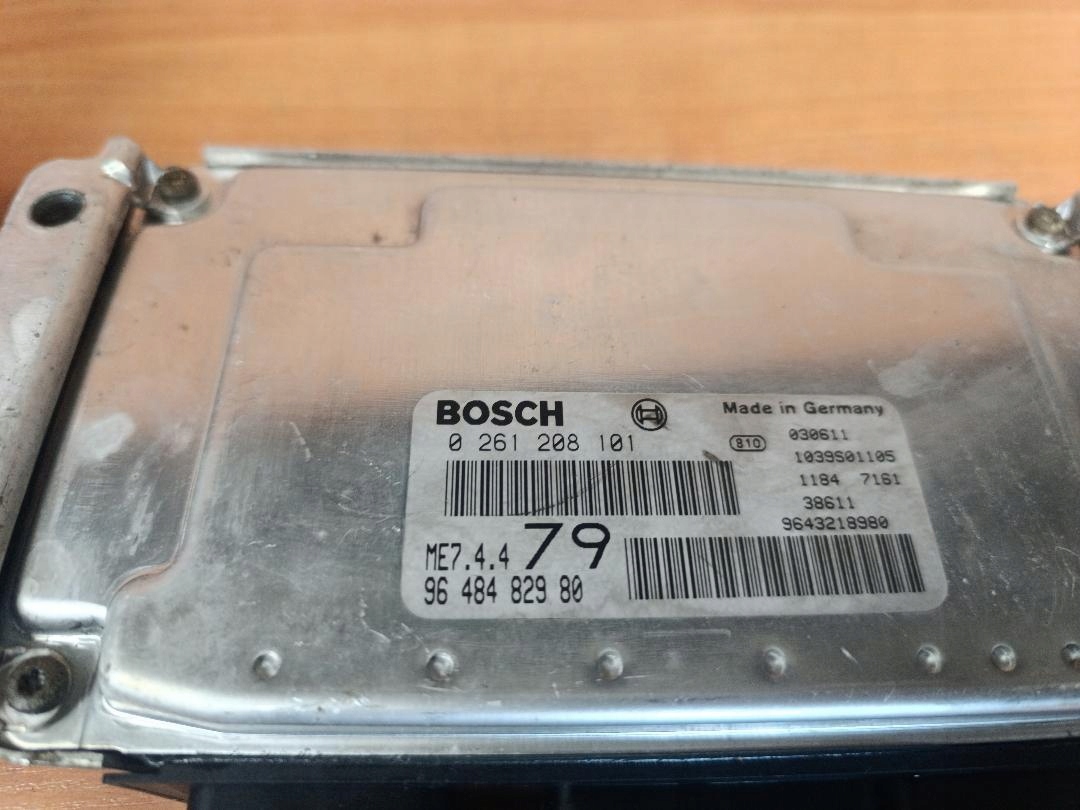 BOSCH
Made in Germany
0 261 208 101
810
030611
1039S01105
1184 7161
38611
9643218980
ME7.4.4 79
96 484 829 80